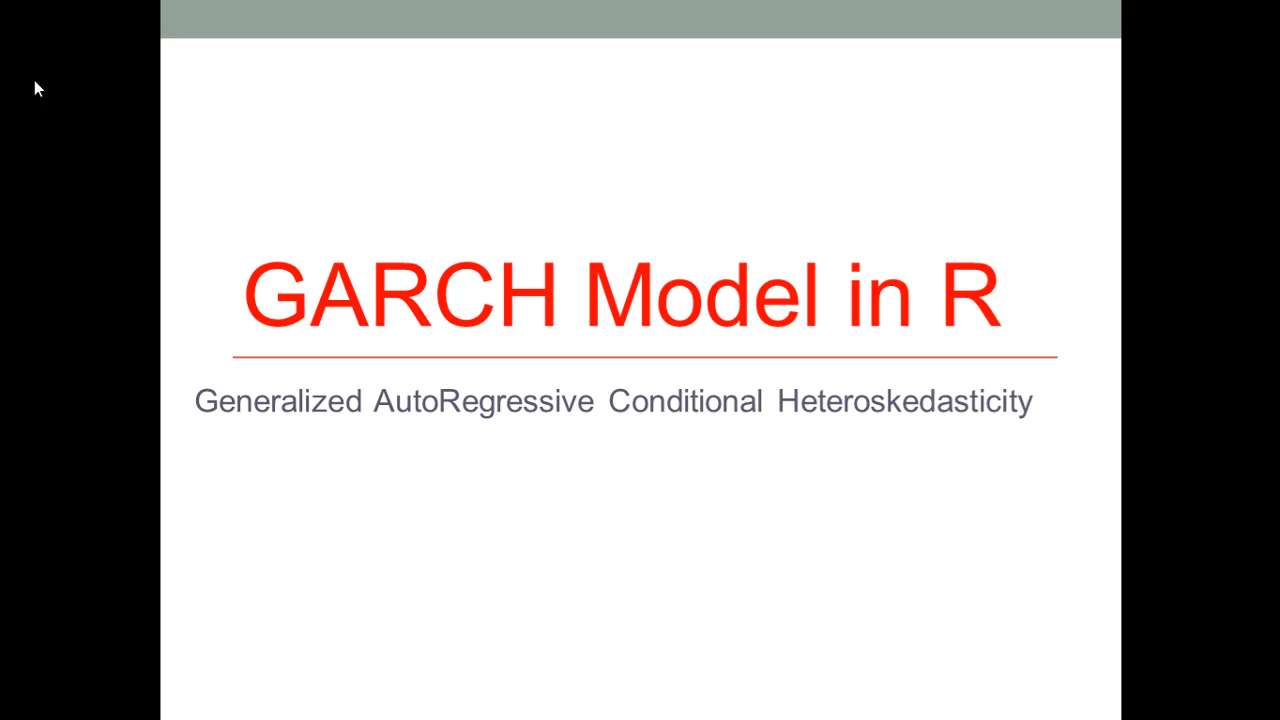 GARCH Model in R
Generalized AutoRegressive Conditional Heteroskedasticity